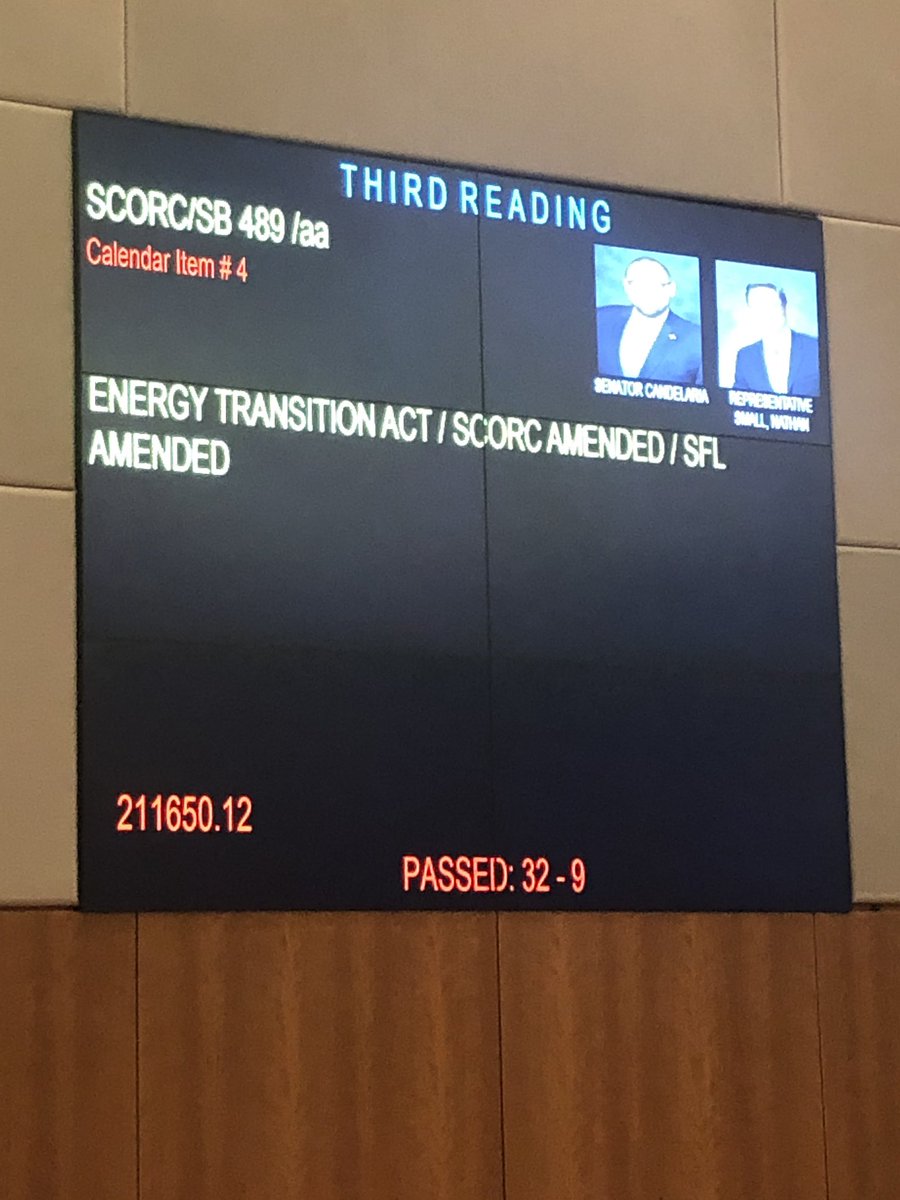 THIRD READING
SCORC/SB 489 /aa
Calendar Item # 4
SENATOR CANDELARIA
REPRESENTATIVE
SMALL, NATHAN
ENERGY TRANSITION ACT / SCORC AMENDED / SFL
AMENDED
211650.12
PASSED: 32 - 9